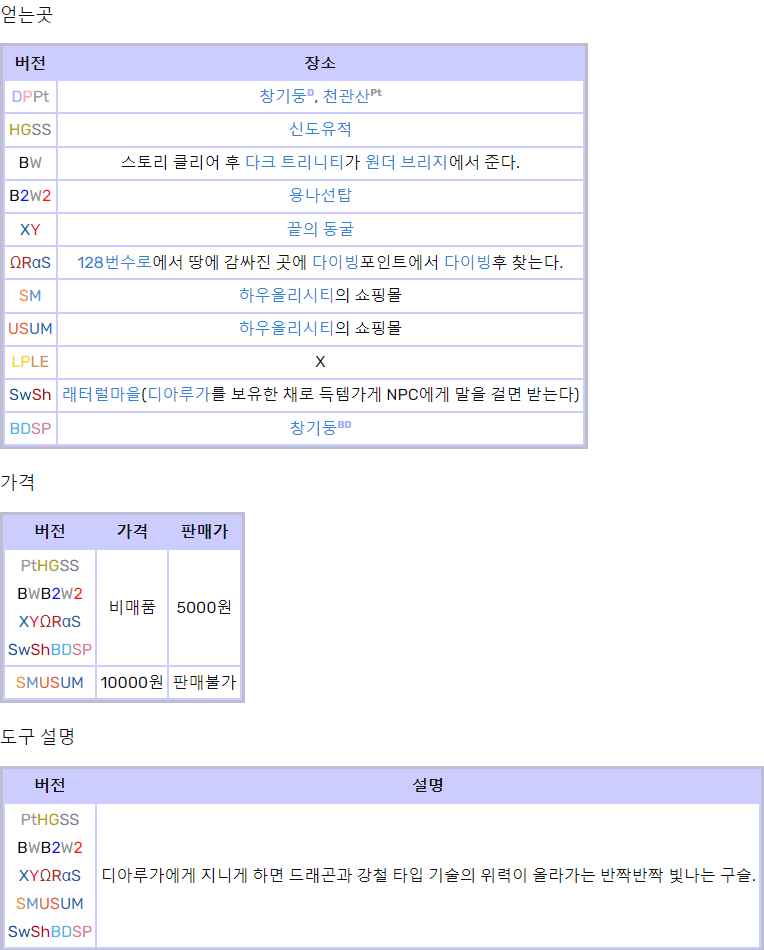 얻는곳
버전 장소
DPPt 창기둥D, 천관산Pt
HGSS 신도유적
BW 스토리 클리어 후 다크 트리니티가 원더 브리지에서 준다.
B2W2 용나선탑
XY 끝의 동굴
ΩRαS 128번수로에서 땅에 감싸진 곳에 다이빙포인트에서 다이빙후 찾는다.
SM 하우올리시티의 쇼핑몰
USUM 하우올리시티의 쇼핑몰
LPLE X
SwSh 래터럴마을(디아루가를 보유한 채로 득템가게 NPC에게 말을 걸면 받는다)
BDSP 창기둥BD
가격
버전 가격 판매가
PtHGSS
BWB2W2
XYΩRαS
SwShBDSP
비매품 5000원
SMUSUM 10000원 판매불가
도구 설명
버전 설명
PtHGSS
BWB2W2
XYΩRαS
SMUSUM
SwShBDSP
디아루가에게 지니게 하면 드래곤과 강철 타입 기술의 위력이 올라가는 반짝반짝 빛나는 구슬.